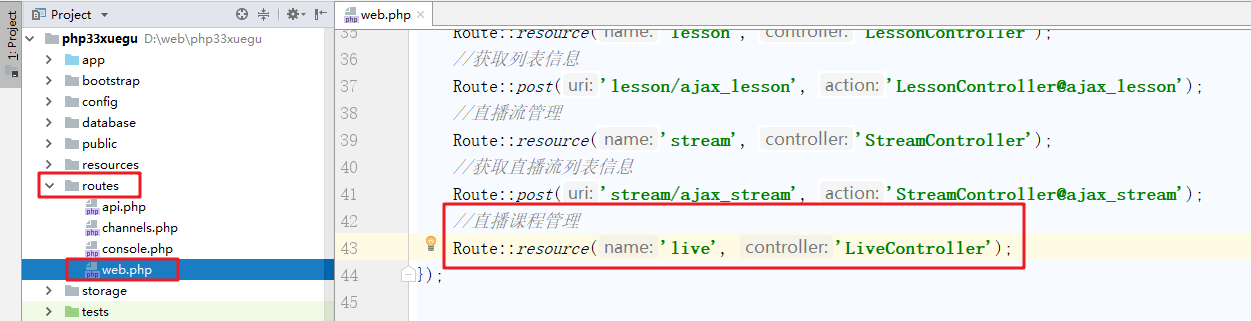 1: Project
Project
php33xuegu D:\web\php33xuegu
app
bootstrap
config
database
public
resources
routes
php api.php
php channels.php
php console.php
php web.php
storage
tests
php web.php
35 Route::resource( name: 'lesson', controller: 'LessonController');
36 //获取列表信息
37 Route::post( uri: 'lesson/ajax_lesson', action: 'LessonController@ajax_lesson');
38 //直播流管理
39 Route::resource( name: 'stream', controller: 'StreamController');
40 //获取直播流列表信息
41 Route::post( uri: 'stream/ajax_stream', action: 'StreamController@ajax_stream');
42 //直播课程管理
43 Route::resource( name: 'live', controller: 'LiveController');
44 });
45